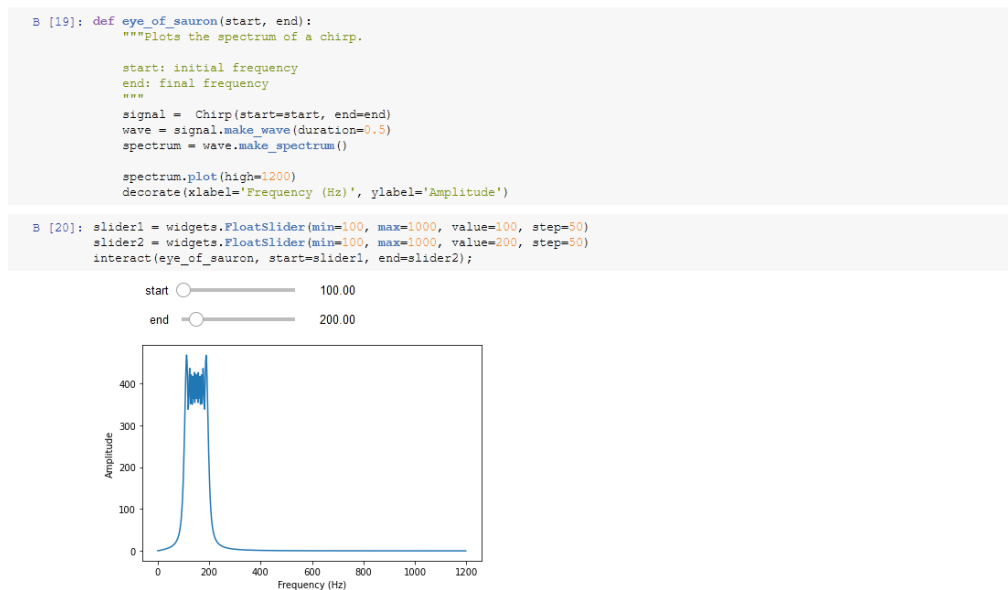 В [19]: def eye_of_sauron(start, end):
"""Plots the spectrum of a chirp.
start: initial frequency
end: final frequency
"""
signal =  Chirp(start=start, end=end)
wave = signal.make_wave(duration=0.5)
spectrum = wave.make_spectrum()
spectrum.plot(high=1200)
decorate(xlabel='Frequency (Hz)', ylabel='Amplitude')
В [20]: slider1 = widgets.FloatSlider(min=100, max=1000, value=100, step=50)
slider2 = widgets.FloatSlider(min=100, max=1000, value=200, step=50)
interact(eye_of_sauron, start=slider1, end=slider2);
start 100.00
end 200.00
400
300
200
100
0
Amplitude
0 200 400 600 800 1000 1200
Frequency (Hz)